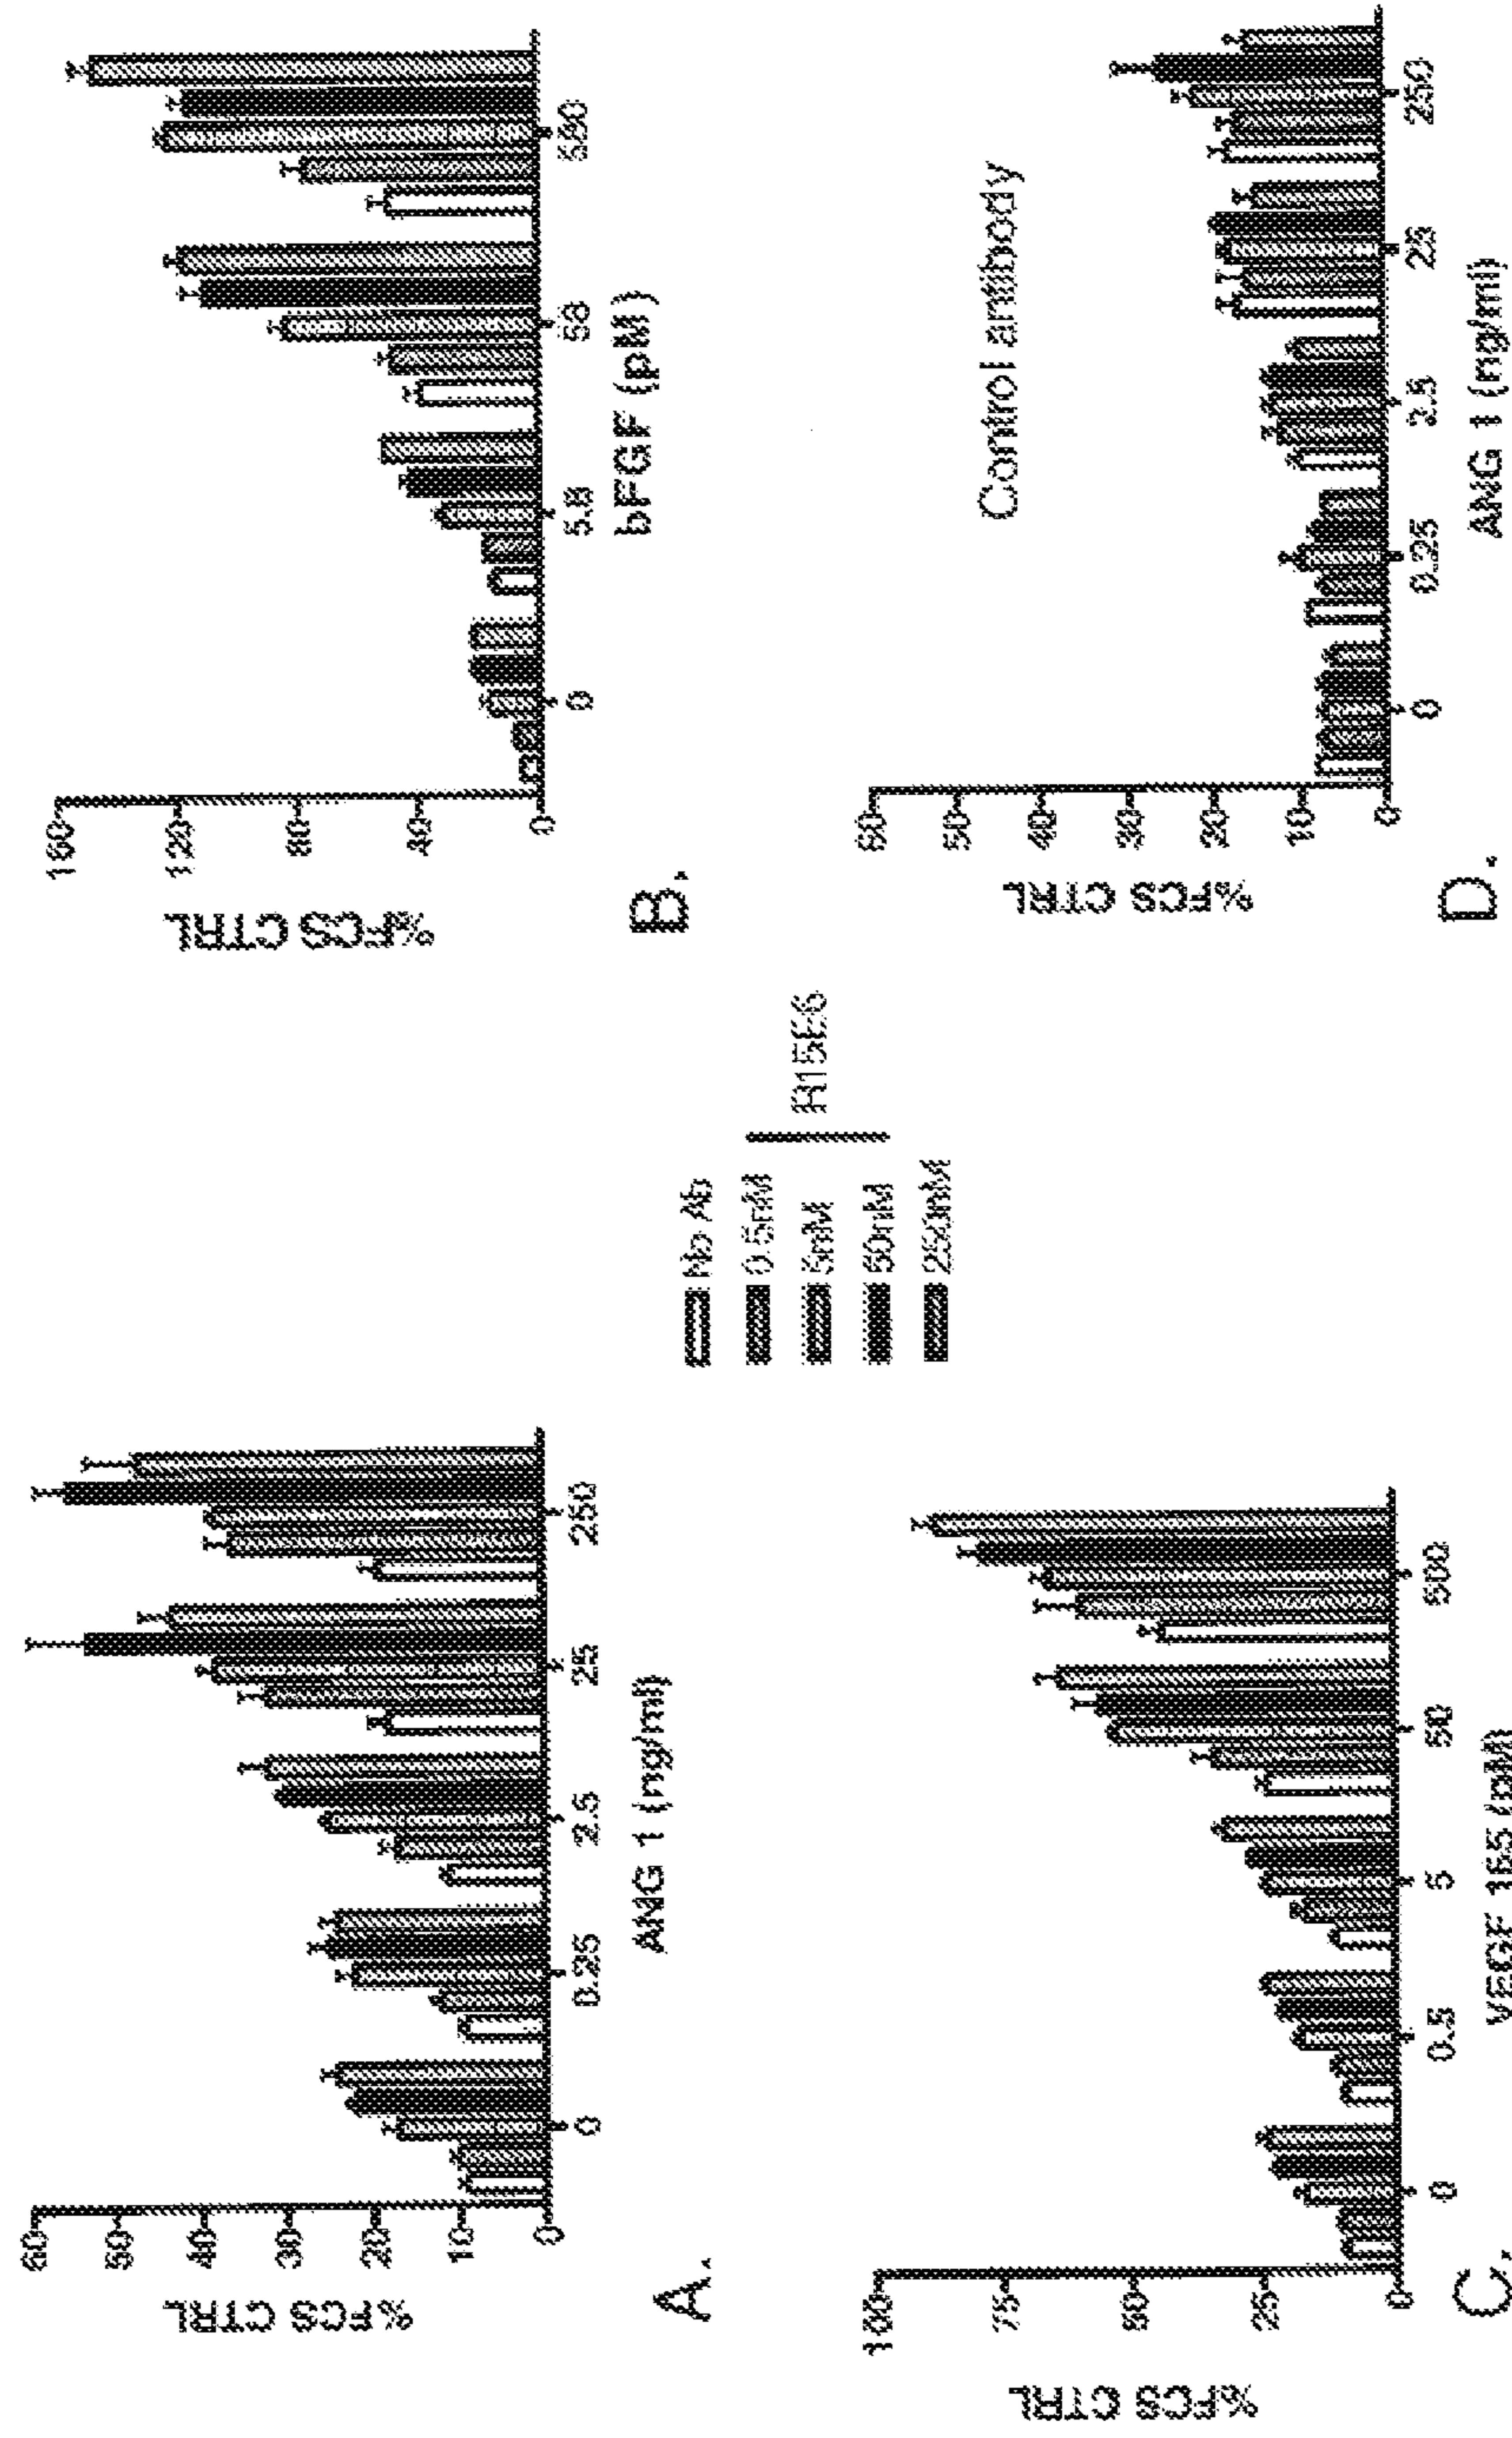 %FCS CTRL
60
50
40
30
20
10
0
0
0.25
2.5
25
250
ANG 1 (ng/ml)
A.
No Ab
0.5nM
5nM
50nM
250nM
R15E6
%FCS CTRL
160
120
80
40
0
0
5.8
58
580
bFGF (pM)
B.
%FCS CTRL
100
75
50
25
0
0
0.5
5
50
500
VEGF 165 (pM)
C.
Control antibody
%FCS CTRL
60
50
40
30
20
10
0
0
0.25
2.5
25
250
ANG 1 (ng/ml)
D.